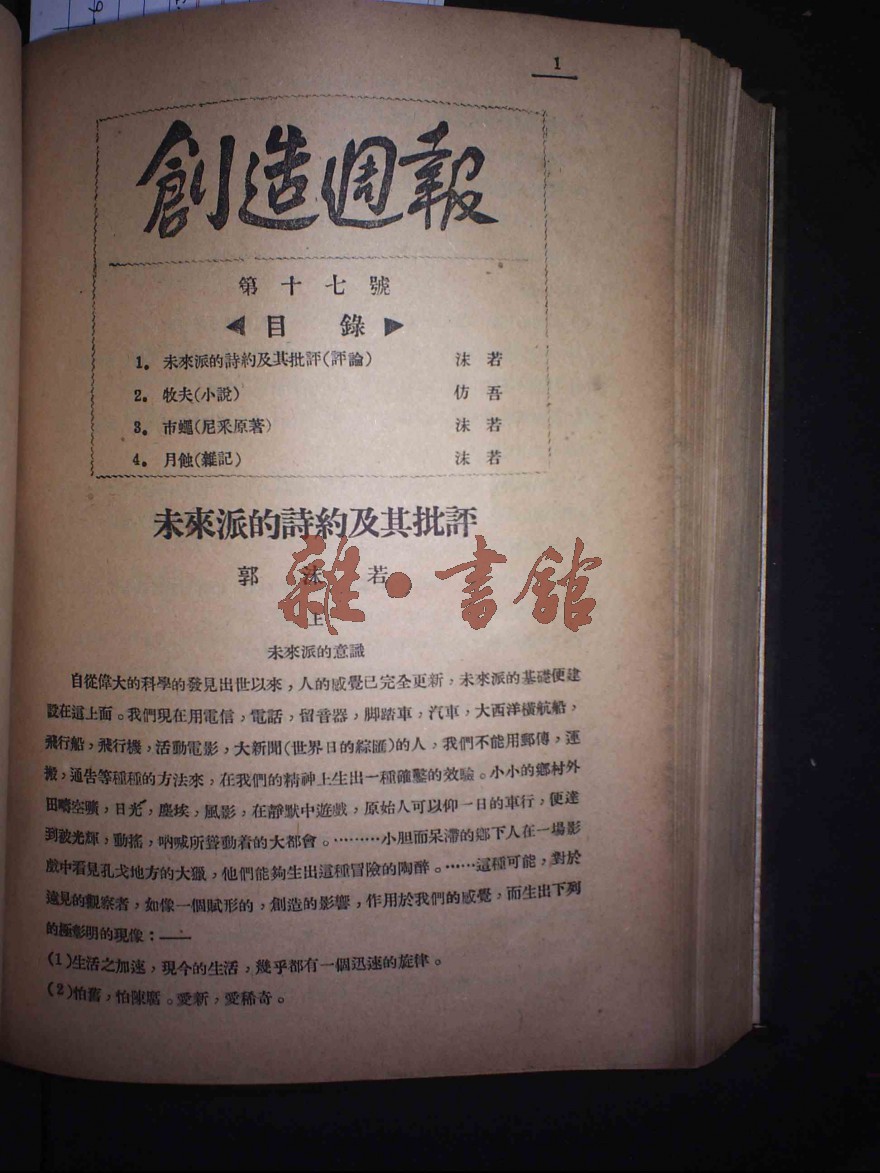 1
創造週報
第十七號
◀目錄▶
1。 未來派的詩約及其批評(評論) 沫若
2。 牧夫(小說) 仿吾
3。 市蠅(尼采原著) 沫若
4。 月蝕(雜記) 沫若
未來派的詩約及其批評
郭沫若
雜·書館
上
未來派的意識
自從偉大的科學的發見出世以來,人的感覺已完全更新,未來派的基礎便建
設在這上面。我們現在用電信,電話,留音器,脚踏車,汽車,大西洋橫航船,
飛行船,飛行機,活動電影,大新聞(世界日的綜匯)的人,我們不能用郵傳,運
搬,通告等種種的方法來,在我們的精神上生出一種確鑿的效驗。小小的鄉村外
田疇空曠,日光,塵埃,風影,在靜默中遊戲,原始人可以仰一日的車行,便達
到被光輝,動搖,吶喊所聳動着的大都會。………小胆而呆滯的鄉下人在一場影
戲中看見孔戈地方的大獵,他們能夠生出這種冒險的陶醉。……這種可能,對於
遠見的觀察者,如像一個賦形的,創造的影響,作用於我們的感覺,而生出下列
的極彰明的現像:——
(1)生活之加速,現今的生活,幾乎都有一個迅速的旋律。
(2)怕舊,怕陳腐。愛新,愛稀奇。